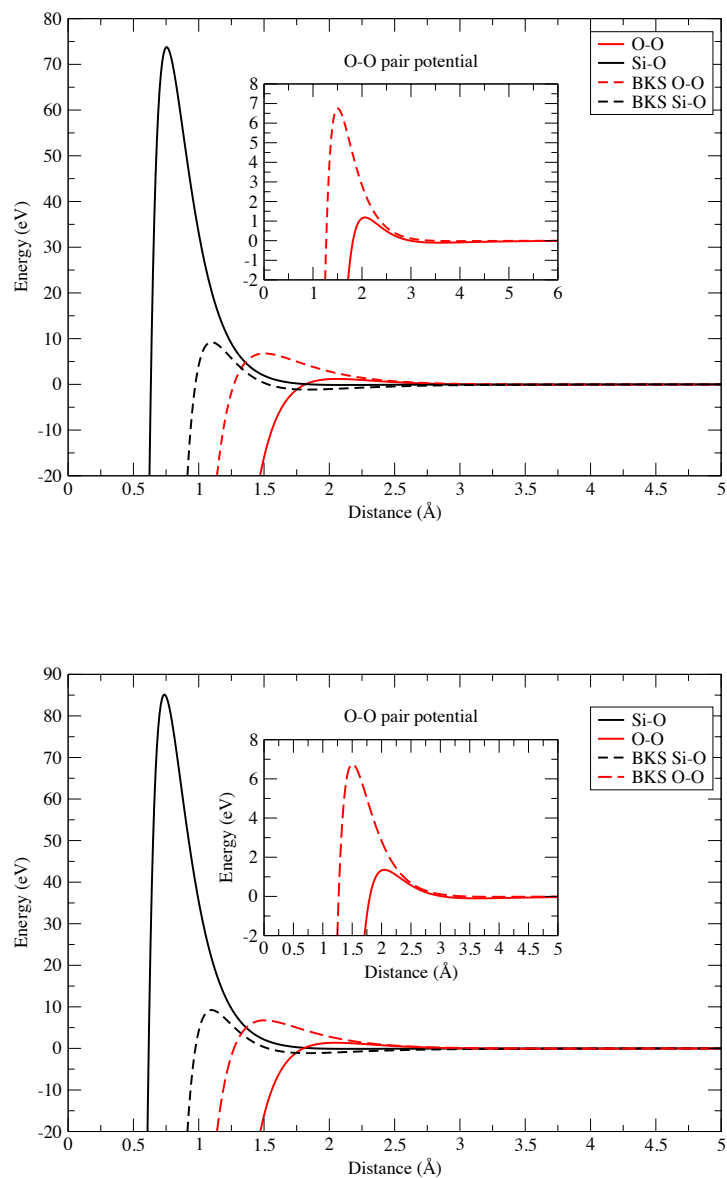 O-O
Si-O
BKS O-O
BKS Si-O
O-O pair potential
8
7
6
5
4
3
2
1
0
-1
-2
0 1 2 3 4 5 6
Energy (eV)
80
70
60
50
40
30
20
10
0
-10
-20
0 0.5 1 1.5 2 2.5 3 3.5 4 4.5 5
Distance (Å)
Si-O
O-O
BKS Si-O
BKS O-O
O-O pair potential
Energy (eV)
8
6
4
2
0
-2
0 0.5 1 1.5 2 2.5 3 3.5 4 4.5 5
Distance (Å)
Energy (eV)
90
80
70
60
50
40
30
20
10
0
-10
-20
0 0.5 1 1.5 2 2.5 3 3.5 4 4.5 5
Distance (Å)